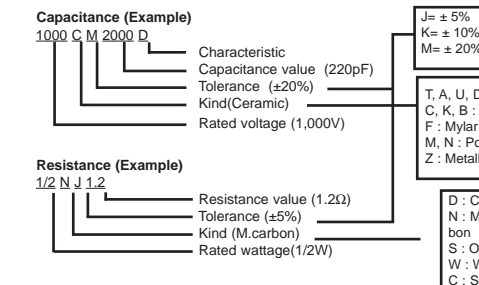 Capacitance (Example)
1000 C M 2000 D
Characteristic
Capacitance value (220pF)
Tolerance (±20%)
Kind(Ceramic)
Rated voltage (1,000V)
Resistance (Example)
1/2 N J 1.2
Resistance value (1.2Ω)
Tolerance (±5%)
Kind (M.carbon)
Rated wattage(1/2W)
J= ± 5%
K= ± 10%
M= ± 20%
T, A, U, D
C, K, B :
F : Mylar
M, N : Po
Z : Metall
D : C
N : M
bon
S : O
W : W
C : S